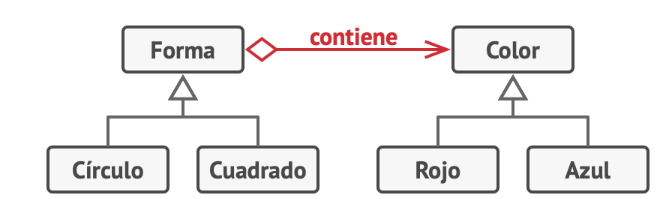 contiene
Forma
Color
Círculo
Cuadrado
Rojo
Azul